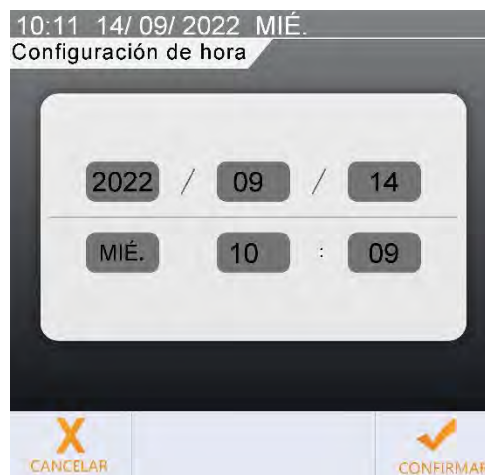 10:11 14/ 09/ 2022 MIÉ.
Configuración de hora
2022 / 09 / 14
MIÉ. 10 : 09
X
CANCELAR CONFIRMAR